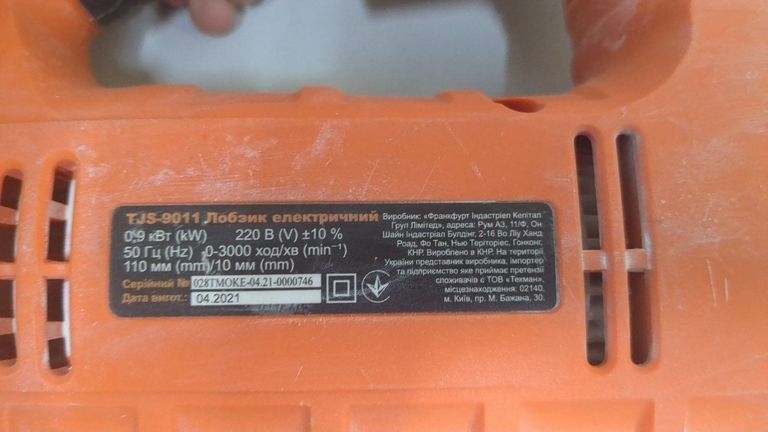 TJS-9011 Лобзик електричний
0,9 кВт (kW) 220 В (V) ±10 %
50 Гц (Hz) 0-3000 ход/хв (min⁻¹)
110 мм (mm)/10 мм (mm)
Серійний № 028TMOKE-04.21-0000746
Дата вигот.: 04.2021
Виробник: «Франкфурт Індастріел Кепітал
Груп Лімітед», адреса: Рум А3, 11/Ф, Он
Шайн Індастріал Булдінг, 2-16 Во Ліу Ханд
Роад, Фо Тан, Нью Теріторіес, Гонконг,
КНР. Вироблено в КНР. На території
України представник виробника, імпортер
та підприємство яке приймає претензії
споживачів є ТОВ «Текман»,
місцезнаходження: 02140,
м. Київ, пр. М. Бажана, 30.